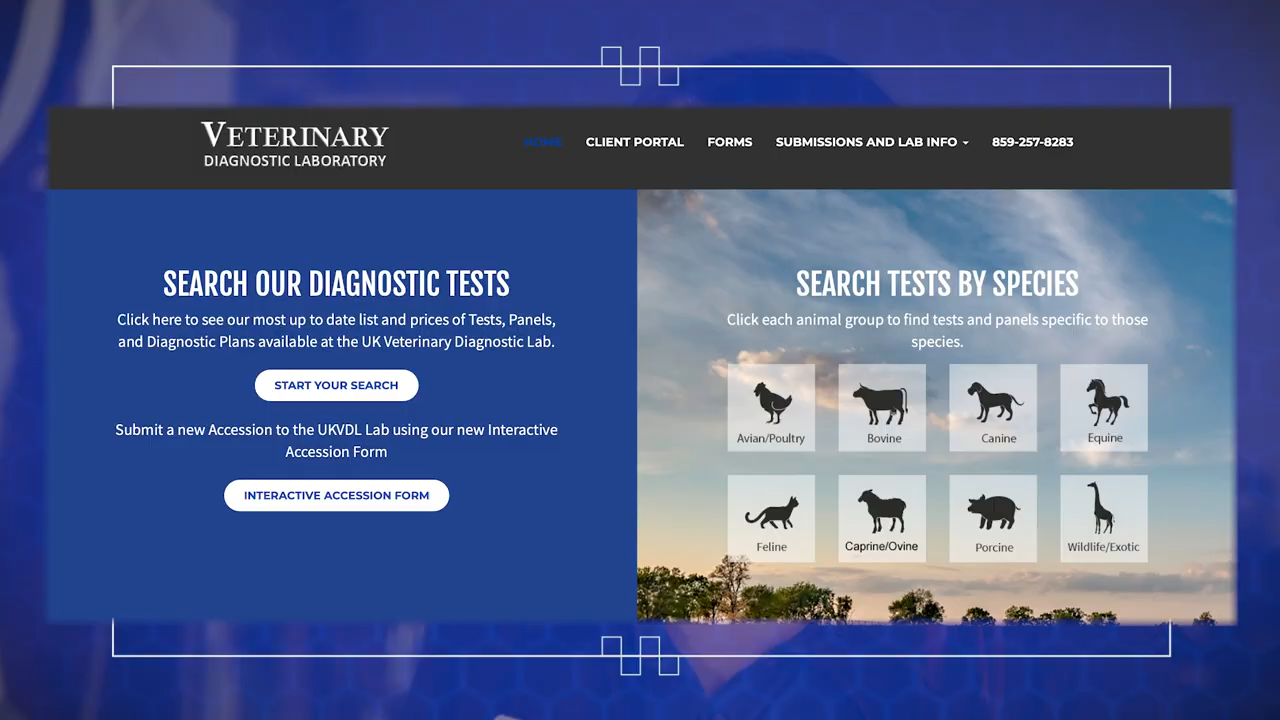 VETERINARY
DIAGNOSTIC LABORATORY
HOME
CLIENT PORTAL
FORMS
SUBMISSIONS AND LAB INFO
859-257-8283
SEARCH OUR DIAGNOSTIC TESTS
Click here to see our most up to date list and prices of Tests, Panels,
and Diagnostic Plans available at the UK Veterinary Diagnostic Lab.
START YOUR SEARCH
Submit a new Accession to the UKVDL Lab using our new Interactive
Accession Form
INTERACTIVE ACCESSION FORM
SEARCH TESTS BY SPECIES
Click each animal group to find tests and panels specific to those
species.
Avian/Poultry
Bovine
Canine
Equine
Feline
Caprine/Ovine
Porcine
Wildlife/Exotic